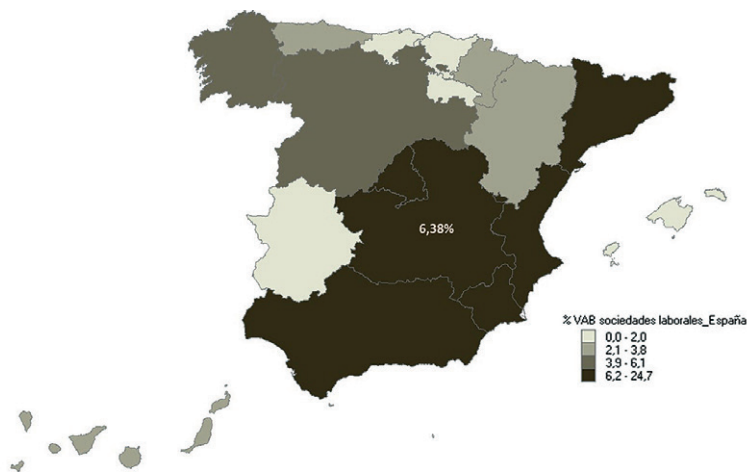 6,38%
% VAB sociedades laborales_España
0,0 - 2,0
2,1 - 3,8
3,9 - 6,1
6,2 - 24,7